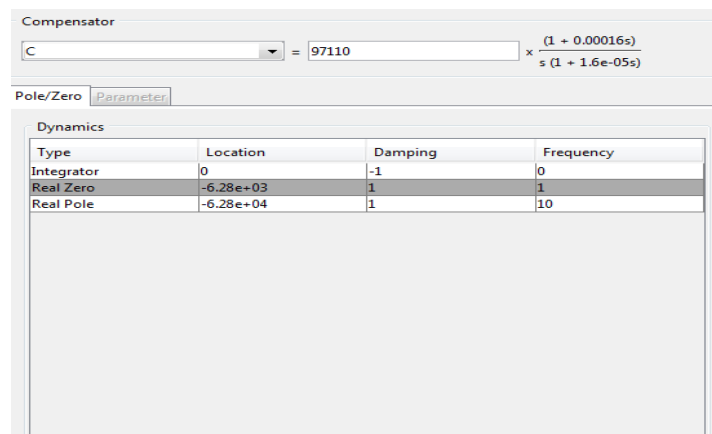 Compensator
C = 97110 x (1 + 0.00016s)
s (1 + 1.6e-05s)
Pole/Zero Parameter
Dynamics
Type Location Damping Frequency
Integrator 0 -1 0
Real Zero -6.28e+03 1 1
Real Pole -6.28e+04 1 10